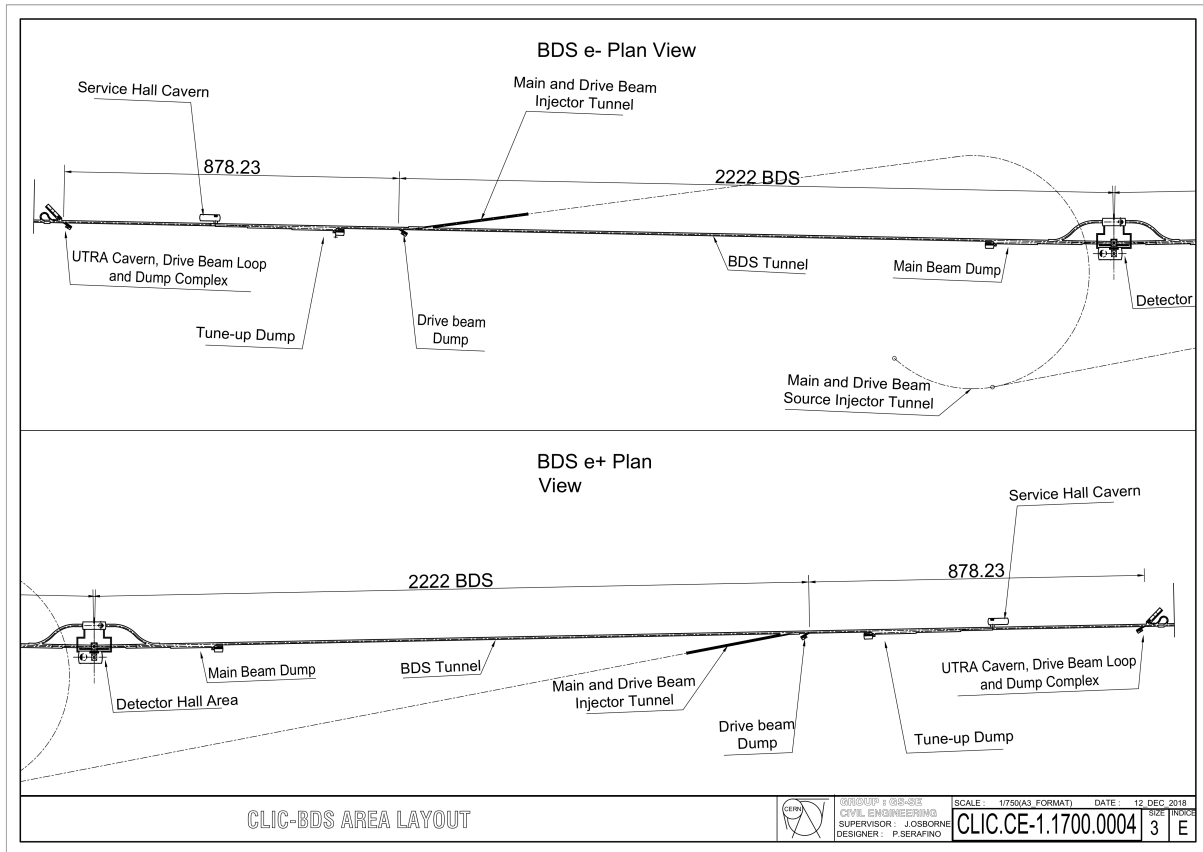 BDS e- Plan View
Service Hall Cavern
Main and Drive Beam
Injector Tunnel
878.23
2222 BDS
UTRA Cavern, Drive Beam Loop
and Dump Complex
BDS Tunnel
Main Beam Dump
Detector
Tune-up Dump
Drive beam
Dump
Main and Drive Beam
Source Injector Tunnel
BDS e+ Plan
View
Service Hall Cavern
2222 BDS
878.23
Main Beam Dump
BDS Tunnel
UTRA Cavern, Drive Beam Loop
and Dump Complex
Detector Hall Area
Main and Drive Beam
Injector Tunnel
Drive beam
Dump
Tune-up Dump
CLIC-BDS AREA LAYOUT
CERN
GROUP : GS-SE
CIVIL ENGINEERING
SUPERVISOR : J.OSBORNE
DESIGNER : P.SERAFINO
SCALE : 1/750(A3_FORMAT) DATE : 12_DEC_2018
CLIC.CE-1.1700.0004
SIZE
3
INDICE
E